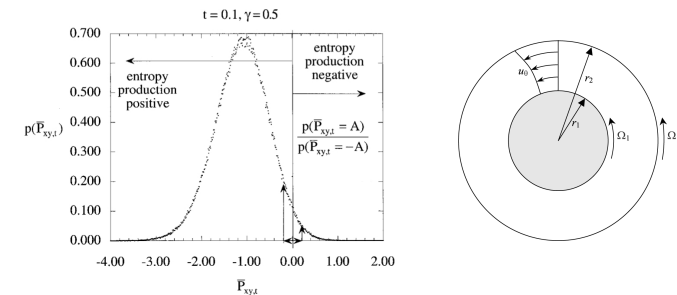 t = 0.1, γ = 0.5
0.700
0.600
0.500
0.400
0.300
0.200
0.100
0.000
p(P̅xy,t)
entropy
production
positive
entropy
production
negative
p(P̅xy,t = A)
p(P̅xy,t = -A)
-4.00 -3.00 -2.00 -1.00 0.00 1.00 2.00
P̅xy,t
u0
r2
r1
Ω1
Ω